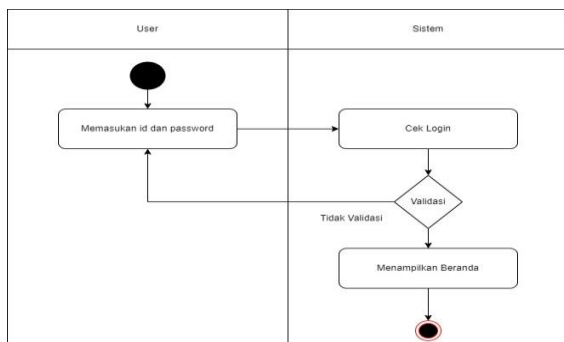 User
Sistem
Memasukan id dan password
Cek Login
Validasi
Tidak Validasi
Menampilkan Beranda